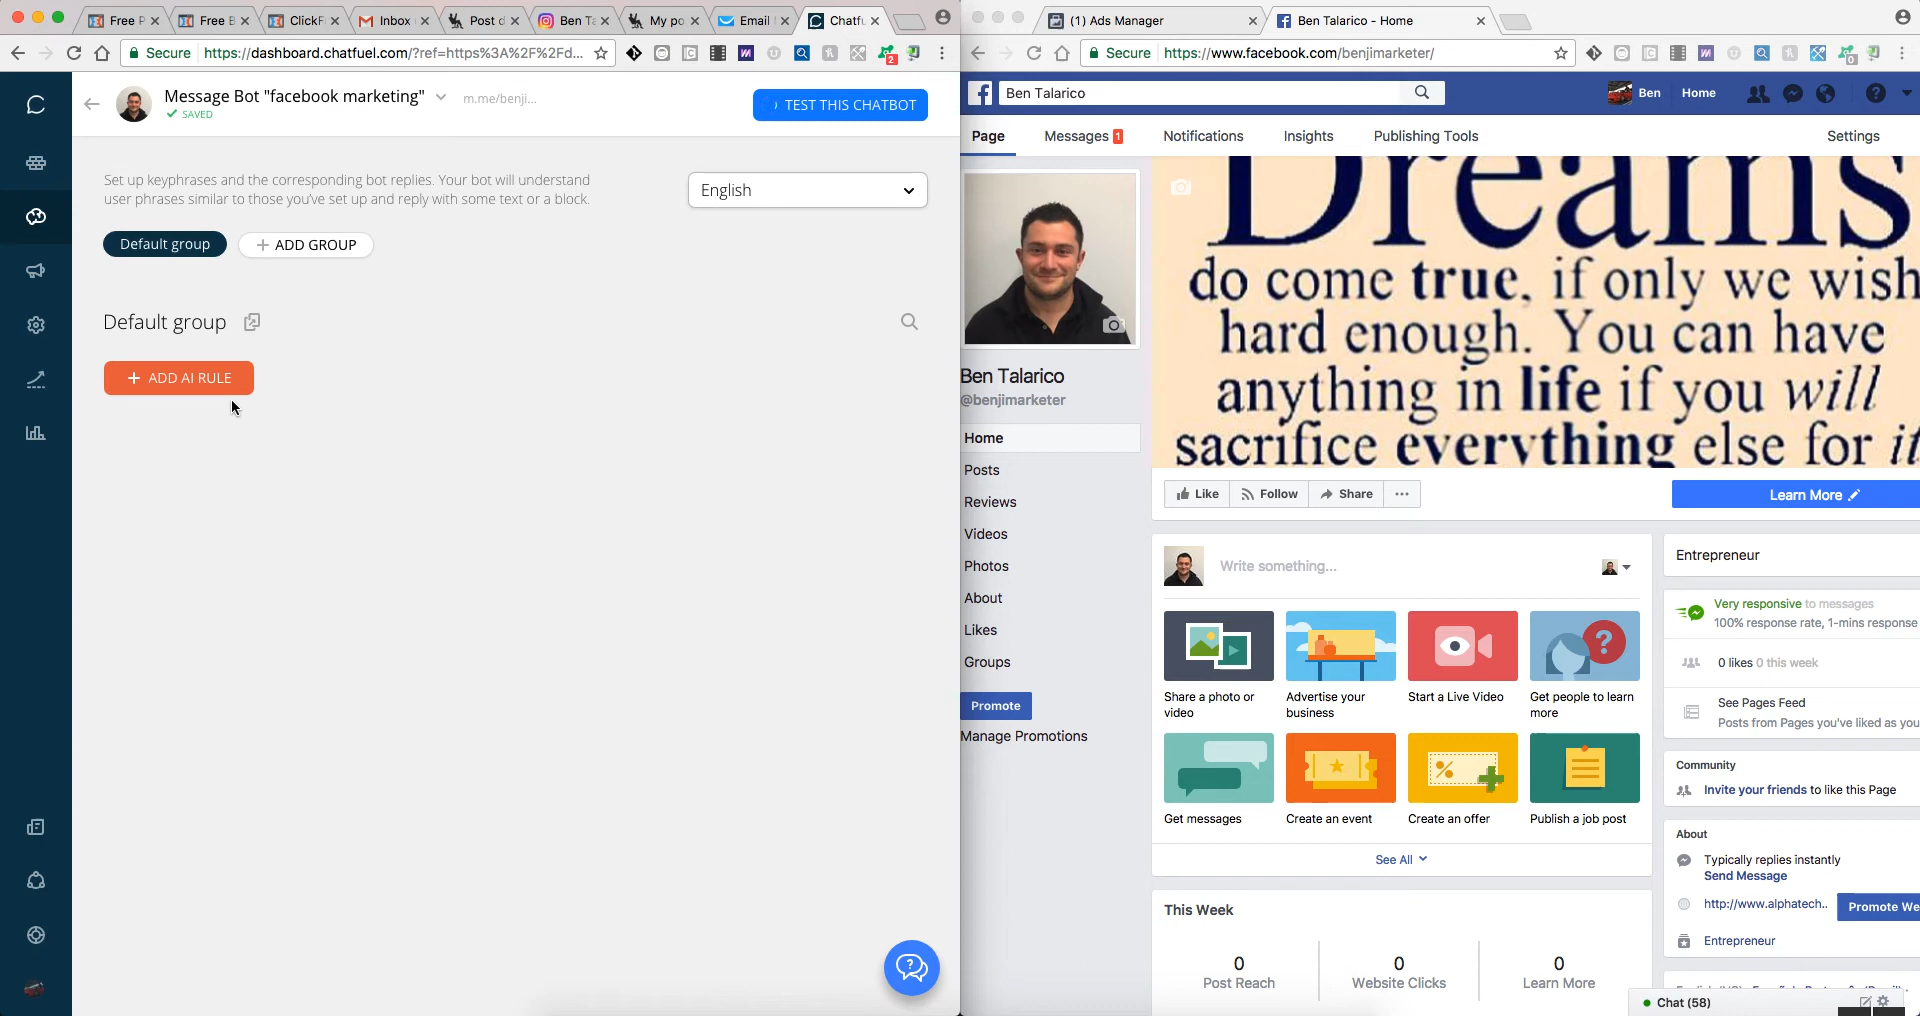 Free P
Free B
ClickF
Inbox
Post d
Ben T
My po
Email
Chatfu
Secure https://dashboard.chatfuel.com/?ref=https%3A%2F%2Fd...
2
Message Bot "facebook marketing"
m.me/benji...
SAVED
TEST THIS CHATBOT
Set up keyphrases and the corresponding bot replies. Your bot will understand
user phrases similar to those you've set up and reply with some text or a block.
English
Default group
ADD GROUP
Default group
ADD AI RULE
(1) Ads Manager
Ben Talarico - Home
Secure https://www.facebook.com/benjimarketer/
0
Ben Talarico
Ben
Home
Page
Messages 1
Notifications
Insights
Publishing Tools
Settings
Dreams
do come true, if only we wish
hard enough. You can have
anything in life if you will
sacrifice everything else for it
Ben Talarico
@benjimarketer
Home
Posts
Reviews
Videos
Photos
About
Likes
Groups
Promote
Manage Promotions
Like
Follow
Share
Learn More
Write something...
Share a photo or
video
Advertise your
business
Start a Live Video
Get people to learn
more
Get messages
Create an event
Create an offer
Publish a job post
See All
This Week
0
Post Reach
0
Website Clicks
0
Learn More
Entrepreneur
Very responsive to messages
100% response rate, 1-mins response
0 likes 0 this week
See Pages Feed
Posts from Pages you've liked as you
Community
Invite your friends to like this Page
About
Typically replies instantly
Send Message
http://www.alphatech..
Promote We
Entrepreneur
Chat (58)